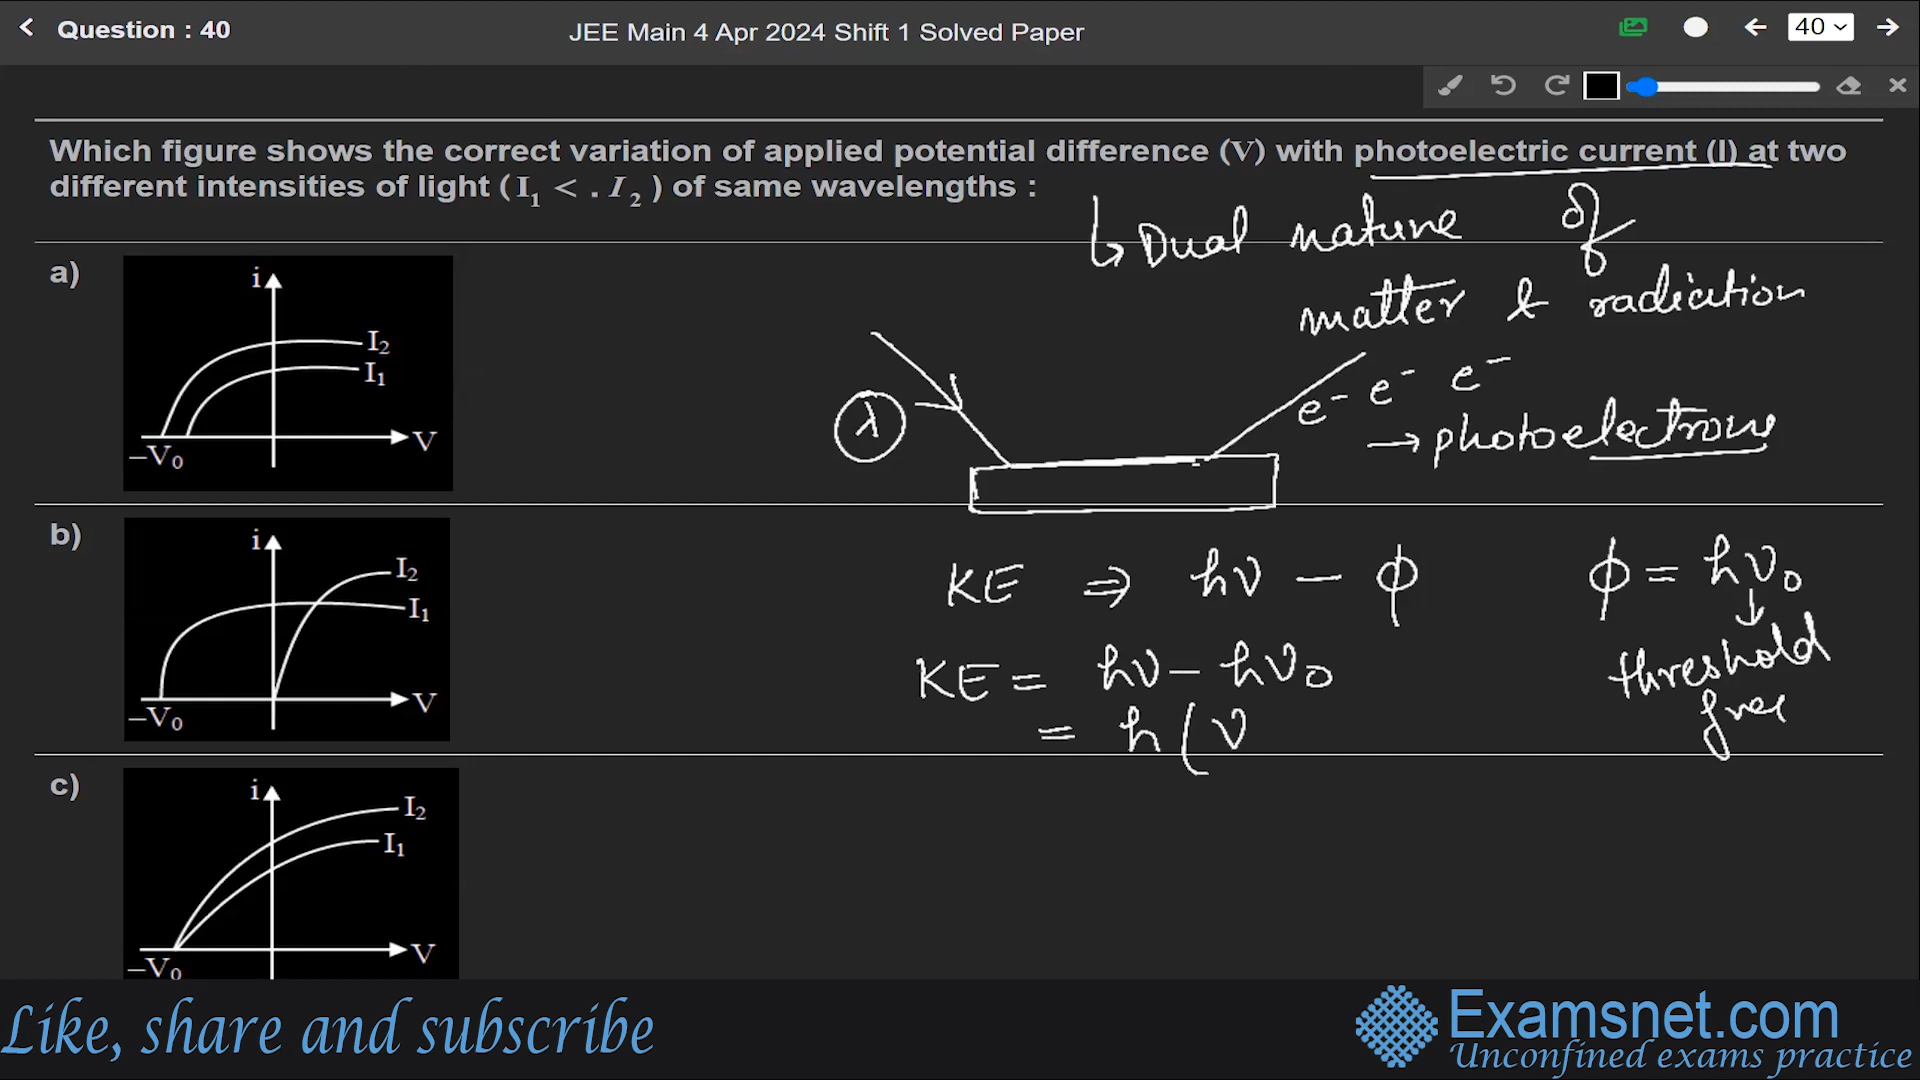 Question : 40
JEE Main 4 Apr 2024 Shift 1 Solved Paper
40
Which figure shows the correct variation of applied potential difference (V) with photoelectric current (I) at two
different intensities of light ( I₁ < . I₂ ) of same wavelengths :
↳ Dual nature of
matter & radiation
a)
i
I₂
I₁
V
–V₀
λ
e⁻ e⁻ e⁻
→ photoelectrons
b)
i
I₂
I₁
V
–V₀
KE ⇒ hν – ϕ
ϕ = hν₀
↓
threshold
freq
KE = hν – hν₀
= h ( ν
c)
i
I₂
I₁
V
–V₀
Like, share and subscribe
Examsnet.com
Unconfined exams practice